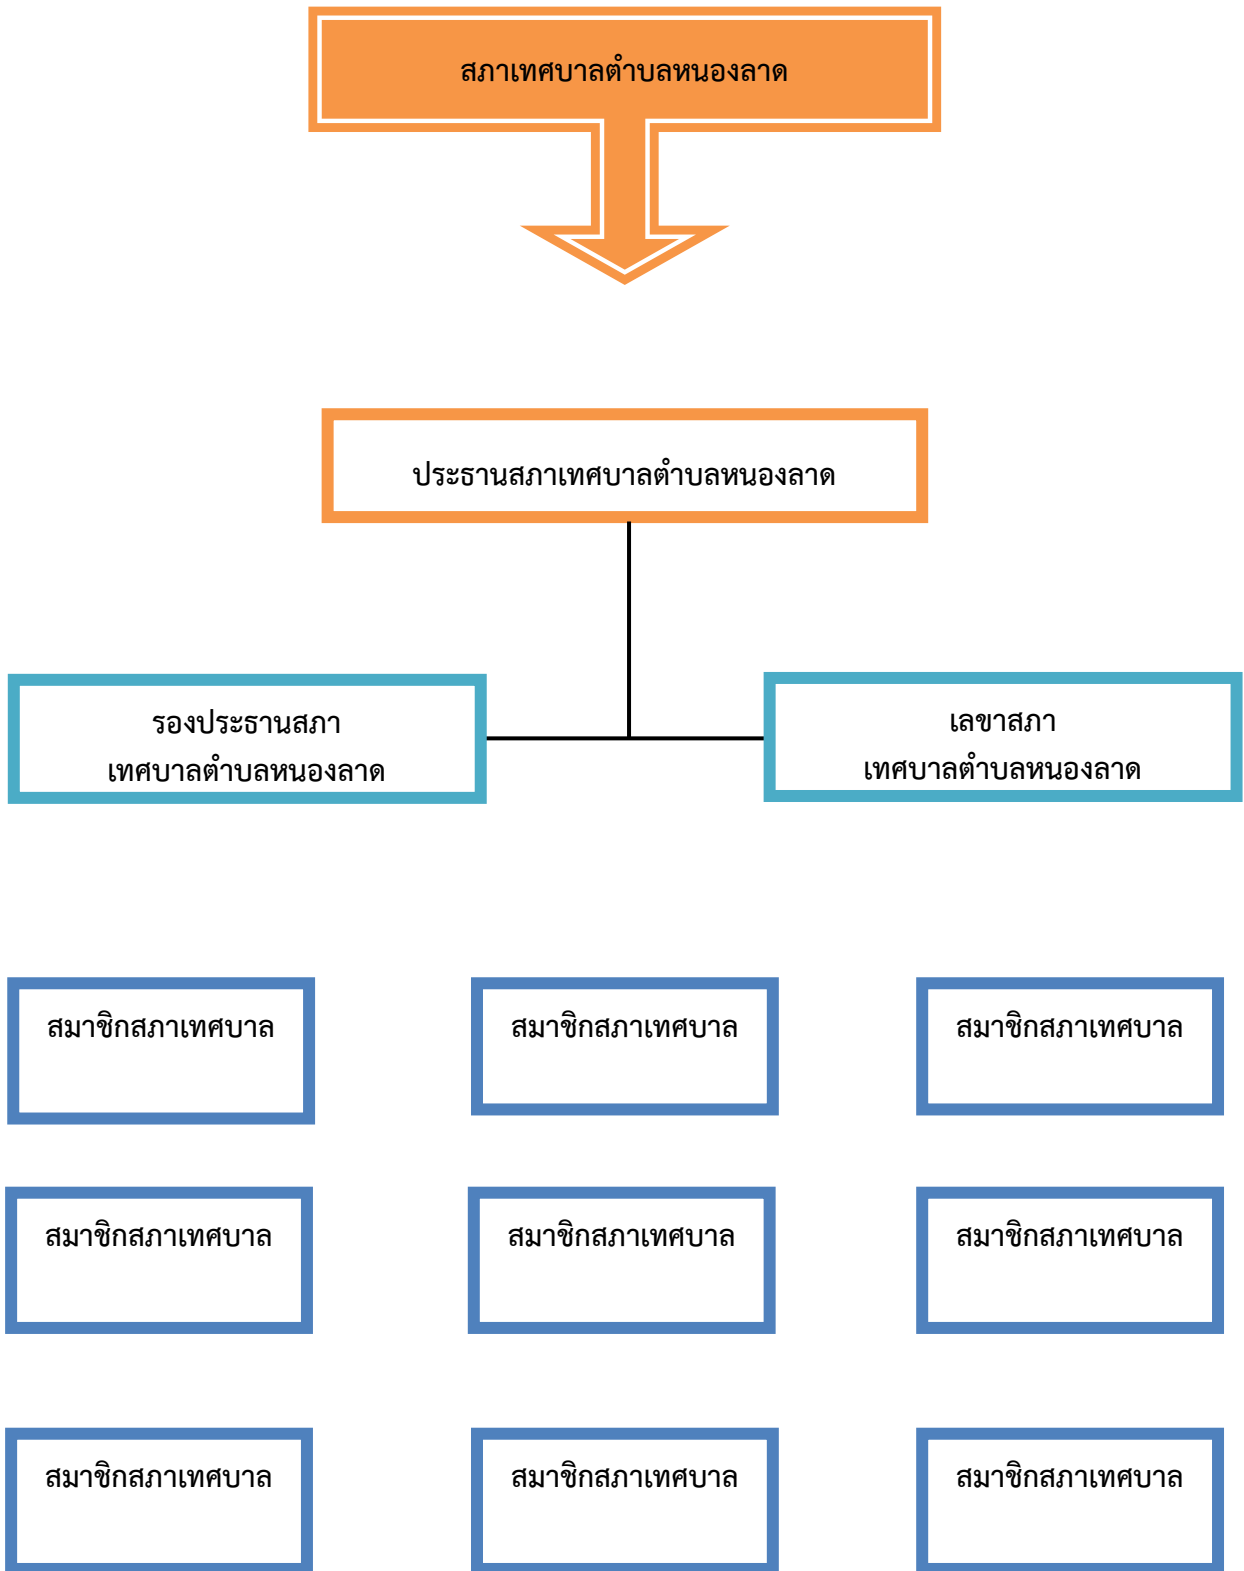 สภาเทศบาลตำบลหนองลาด
ประธานสภาเทศบาลตำบลหนองลาด
รองประธานสภา
เทศบาลตำบลหนองลาด
เลขาสภา
เทศบาลตำบลหนองลาด
สมาชิกสภาเทศบาล
สมาชิกสภาเทศบาล
สมาชิกสภาเทศบาล
สมาชิกสภาเทศบาล
สมาชิกสภาเทศบาล
สมาชิกสภาเทศบาล
สมาชิกสภาเทศบาล
สมาชิกสภาเทศบาล
สมาชิกสภาเทศบาล